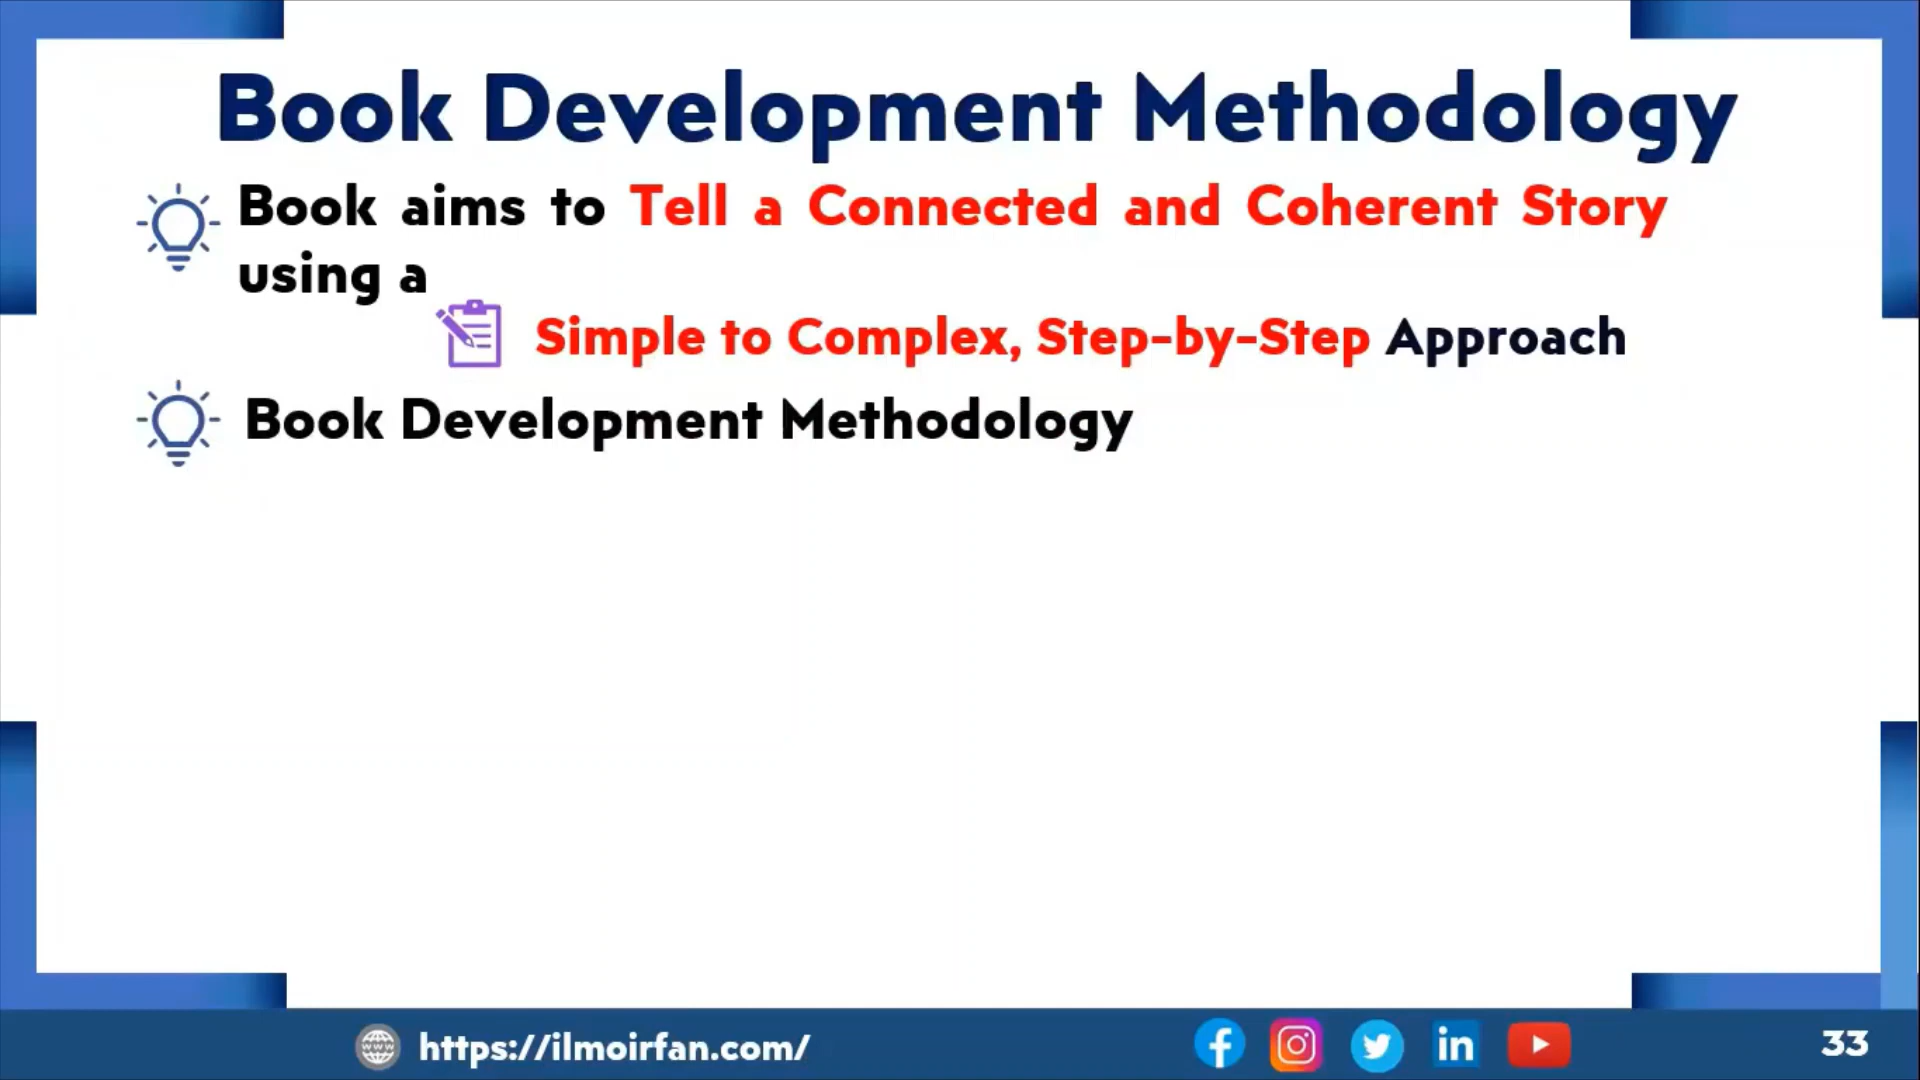 Book Development Methodology
Book aims to Tell a Connected and Coherent Story
using a
Simple to Complex, Step-by-Step Approach
Book Development Methodology
https://ilmoirfan.com/
33